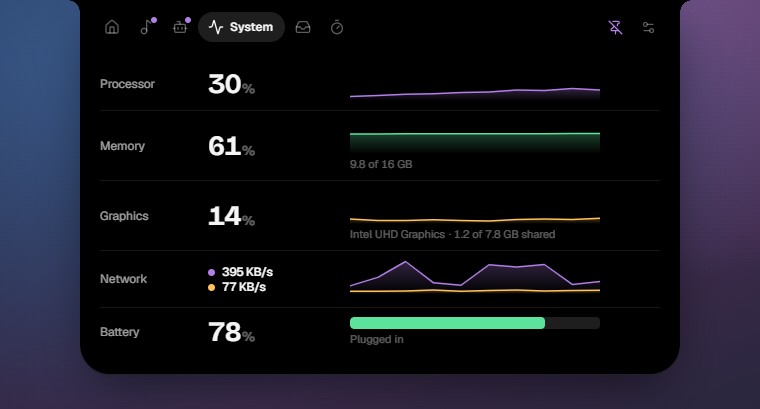 System
Processor
30%
Memory
61%
9.8 of 16 GB
Graphics
14%
Intel UHD Graphics · 1.2 of 7.8 GB shared
Network
395 KB/s
77 KB/s
Battery
78%
Plugged in